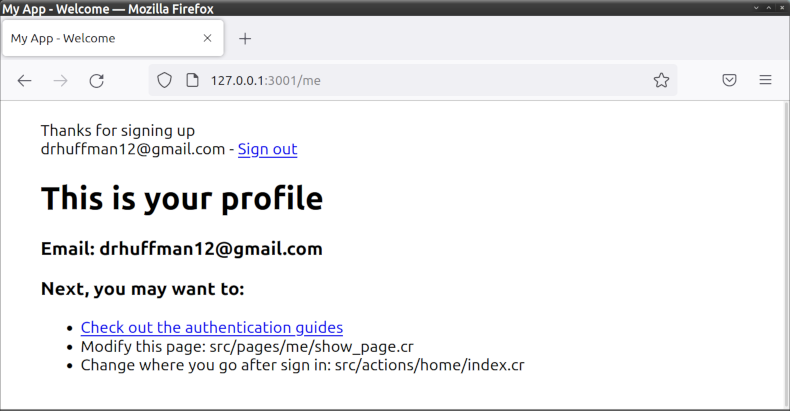 My App - Welcome — Mozilla Firefox
My App - Welcome
127.0.0.1:3001/me
Thanks for signing up
drhuffman12@gmail.com - Sign out
This is your profile
Email: drhuffman12@gmail.com
Next, you may want to:
• Check out the authentication guides
• Modify this page: src/pages/me/show_page.cr
• Change where you go after sign in: src/actions/home/index.cr